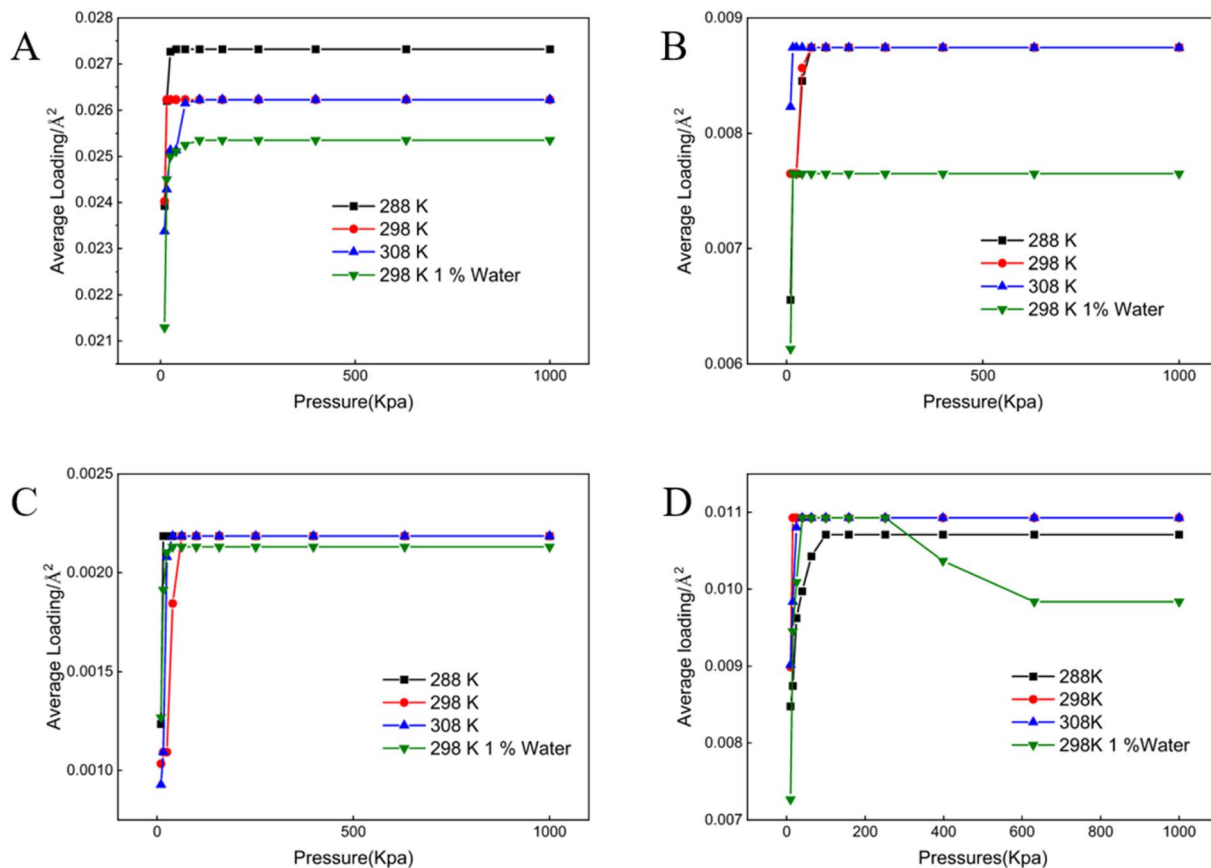 A
0.028
0.027
0.026
0.025
0.024
0.023
0.022
0.021
Average Loading/Å²
288 K
298 K
308 K
298 K 1 % Water
0
500
1000
Pressure(Kpa)
B
0.009
0.008
0.007
0.006
Average Loading/Å²
288 K
298 K
308 K
298 K 1% Water
0
500
1000
Pressure(Kpa)
C
0.0025
0.0020
0.0015
0.0010
Average Loading/Å²
288 K
298 K
308 K
298 K 1 % Water
0
500
1000
Pressure(Kpa)
D
0.011
0.010
0.009
0.008
0.007
Average loading/Å²
288K
298K
308K
298K 1 %Water
0
200
400
600
800
1000
Pressures(Kpa)